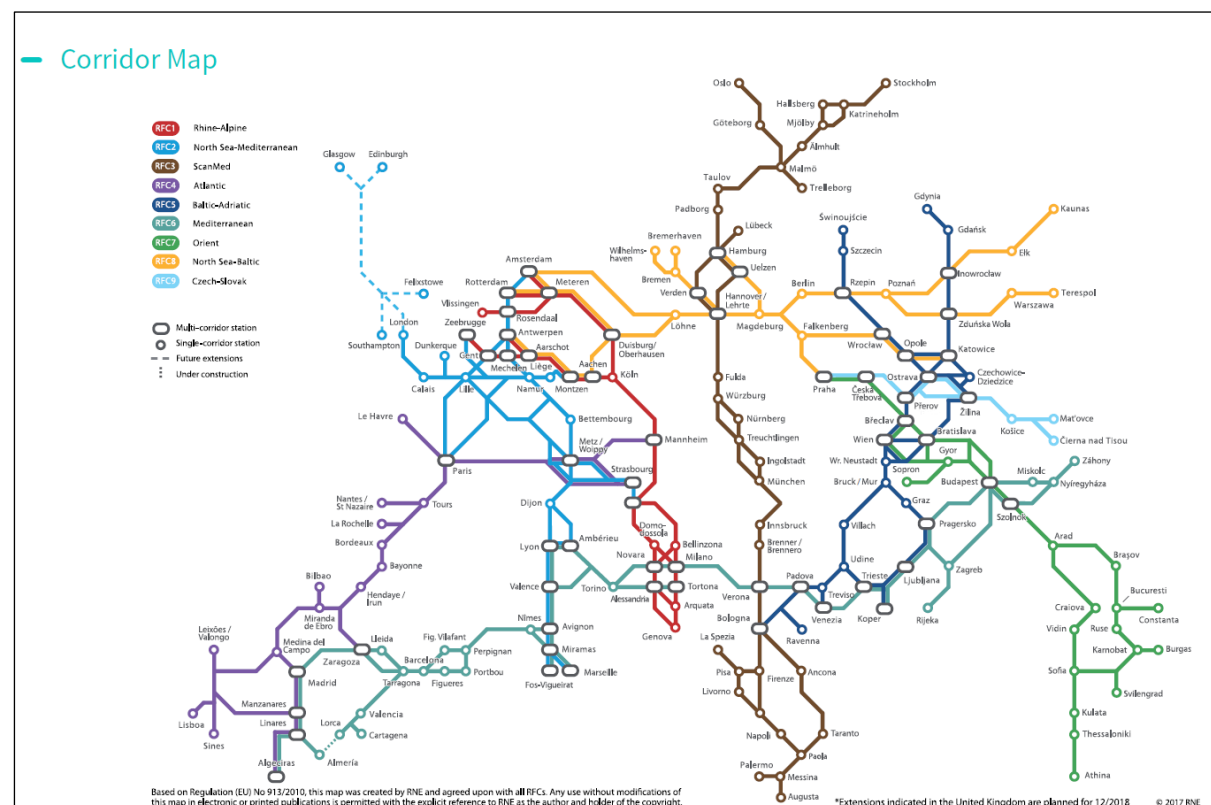 Corridor Map
RFC1 Rhine-Alpine
RFC2 North Sea-Mediterranean
RFC3 ScanMed
RFC4 Atlantic
RFC5 Baltic-Adriatic
RFC6 Mediterranean
RFC7 Orient
RFC8 North Sea-Baltic
RFC9 Czech-Slovak
Multi-corridor station
Single-corridor station
Future extensions
Under construction
Glasgow
Edinburgh
Felixstowe
London
Southampton
Dunkerque
Calais
Lille
Zeebrugge
Gent
Vlissingen
Amsterdam
Rotterdam
Meteren
Rosendaal
Antwerpen
Aarschot
Mechelen
Liège
Aachen
Namur
Montzen
Duisburg/
Oberhausen
Köln
Löhne
Bettembourg
Metz /
Woippy
Mannheim
Strasbourg
Le Havre
Paris
Nantes /
St Nazaire
Tours
La Rochelle
Bordeaux
Bayonne
Hendaye /
Irun
Bilbao
Miranda
de Ebro
Leixões /
Valongo
Medina del
Campo
Zaragoza
Lleida
Madrid
Manzanares
Linares
Lisboa
Sines
Algeciras
Almería
Lorca
Cartagena
Valencia
Tarragona
Barcelona
Fig. Vilafant
Figueres
Perpignan
Portbou
Nîmes
Avignon
Miramas
Fos-Vigueirat
Marseille
Dijon
Lyon
Ambérieu
Valence
Torino
Domo-
dossola
Bellinzona
Novara
Milano
Alessandria
Tortona
Arquata
Genova
Oslo
Stockholm
Hallsberg
Katrineholm
Göteborg
Mjölby
Älmhult
Malmö
Trelleborg
Taulov
Padborg
Lübeck
Hamburg
Bremerhaven
Wilhelms-
haven
Bremen
Uelzen
Verden
Hannover /
Lehrte
Magdeburg
Fulda
Würzburg
Nürnberg
Treuchtlingen
Ingolstadt
München
Innsbruck
Brenner /
Brennero
Verona
Bologna
Padova
Treviso
Venezia
Ravenna
La Spezia
Pisa
Livorno
Firenze
Ancona
Napoli
Taranto
Paola
Palermo
Messina
Augusta
Świnoujście
Szczecin
Berlin
Rzepin
Poznań
Gdynia
Gdańsk
Inowrocław
Kaunas
Ełk
Terespol
Warszawa
Zduńska Wola
Falkenberg
Wrocław
Opole
Katowice
Czechowice-
Dziedzice
Praha
Česká
Třebova
Ostrava
Přerov
Žilina
Košice
Maťovce
Čierna nad Tisou
Břeclav
Bratislava
Wien
Wr. Neustadt
Sopron
Gyor
Budapest
Miskolc
Záhony
Nyíregyháza
Szolnok
Bruck / Mur
Graz
Villach
Pragersko
Udine
Trieste
Ljubljana
Zagreb
Koper
Rijeka
Arad
Braşov
Bucuresti
Craiova
Constanta
Vidin
Ruse
Karnobat
Burgas
Sofia
Svilengrad
Kulata
Thessaloniki
Athina
Based on Regulation (EU) No 913/2010, this map was created by RNE and agreed upon with all RFCs. Any use without modifications of
this map in electronic or printed publications is permitted with the explicit reference to RNE as the author and holder of the copyright.
*Extensions indicated in the United Kingdom are planned for 12/2018
© 2017 RNE